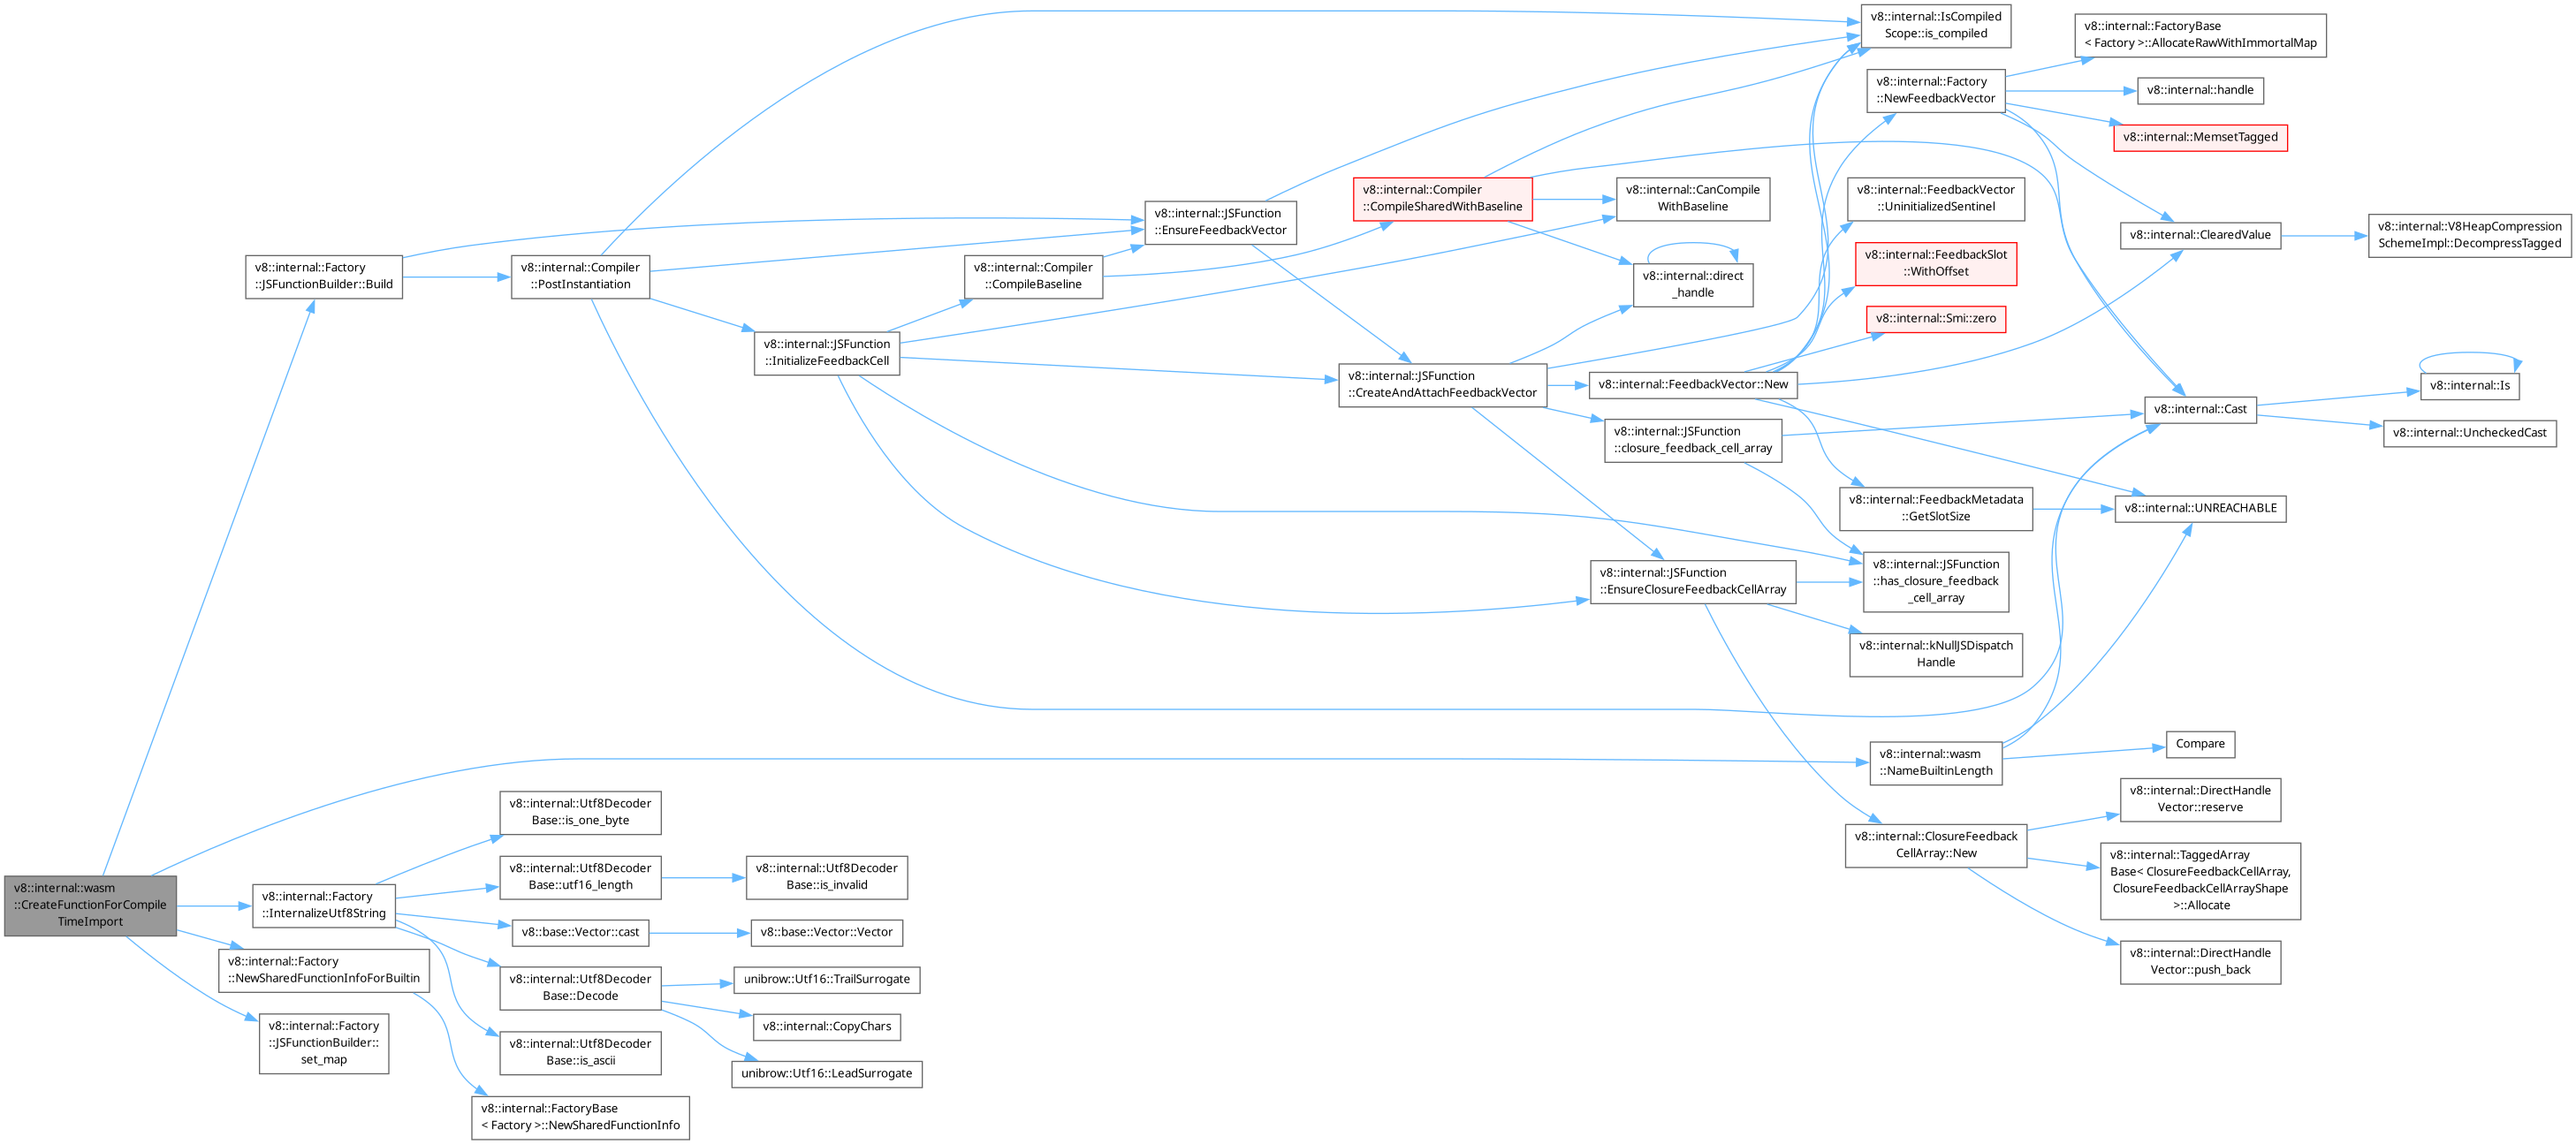 v8::internal::wasm
::CreateFunctionForCompile
TimeImport
v8::internal::Factory
::JSFunctionBuilder::Build
v8::internal::Compiler
::PostInstantiation
v8::internal::JSFunction
::InitializeFeedbackCell
v8::internal::Compiler
::CompileBaseline
v8::internal::JSFunction
::EnsureFeedbackVector
v8::internal::Compiler
::CompileSharedWithBaseline
v8::internal::JSFunction
::CreateAndAttachFeedbackVector
v8::internal::CanCompile
WithBaseline
v8::internal::direct
_handle
v8::internal::FeedbackVector::New
v8::internal::JSFunction
::closure_feedback_cell_array
v8::internal::JSFunction
::EnsureClosureFeedbackCellArray
v8::internal::IsCompiled
Scope::is_compiled
v8::internal::Factory
::NewFeedbackVector
v8::internal::FeedbackVector
::UninitializedSentinel
v8::internal::FeedbackSlot
::WithOffset
v8::internal::Smi::zero
v8::internal::FeedbackMetadata
::GetSlotSize
v8::internal::JSFunction
::has_closure_feedback
_cell_array
v8::internal::kNullJSDispatch
Handle
v8::internal::wasm
::NameBuiltinLength
v8::internal::ClosureFeedback
CellArray::New
v8::internal::FactoryBase
< Factory >::AllocateRawWithImmortalMap
v8::internal::handle
v8::internal::MemsetTagged
v8::internal::ClearedValue
v8::internal::V8HeapCompression
SchemeImpl::DecompressTagged
v8::internal::Cast
v8::internal::Is
v8::internal::UncheckedCast
v8::internal::UNREACHABLE
Compare
v8::internal::DirectHandle
Vector::reserve
v8::internal::TaggedArray
Base< ClosureFeedbackCellArray,
ClosureFeedbackCellArrayShape
>::Allocate
v8::internal::DirectHandle
Vector::push_back
v8::internal::Factory
::InternalizeUtf8String
v8::internal::Utf8Decoder
Base::is_one_byte
v8::internal::Utf8Decoder
Base::utf16_length
v8::internal::Utf8Decoder
Base::is_invalid
v8::base::Vector::cast
v8::base::Vector::Vector
v8::internal::Utf8Decoder
Base::Decode
unibrow::Utf16::TrailSurrogate
v8::internal::CopyChars
unibrow::Utf16::LeadSurrogate
v8::internal::Utf8Decoder
Base::is_ascii
v8::internal::Factory
::NewSharedFunctionInfoForBuiltin
v8::internal::FactoryBase
< Factory >::NewSharedFunctionInfo
v8::internal::Factory
::JSFunctionBuilder::
set_map